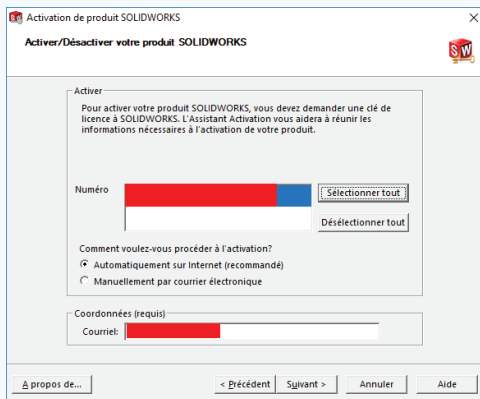 Activation de produit SOLIDWORKS
Activer/Désactiver votre produit SOLIDWORKS
SW
Activer
Pour activer votre produit SOLIDWORKS, vous devez demander une clé de
licence à SOLIDWORKS. L'Assistant Activation vous aidera à réunir les
informations nécessaires à l'activation de votre produit.
Numéro
Sélectionner tout
Désélectionner tout
Comment voulez-vous procéder à l'activation?
Automatiquement sur Internet (recommandé)
Manuellement par courrier électronique
Coordonnées (requis)
Courriel:
A propos de...
< Précédent
Suivant >
Annuler
Aide